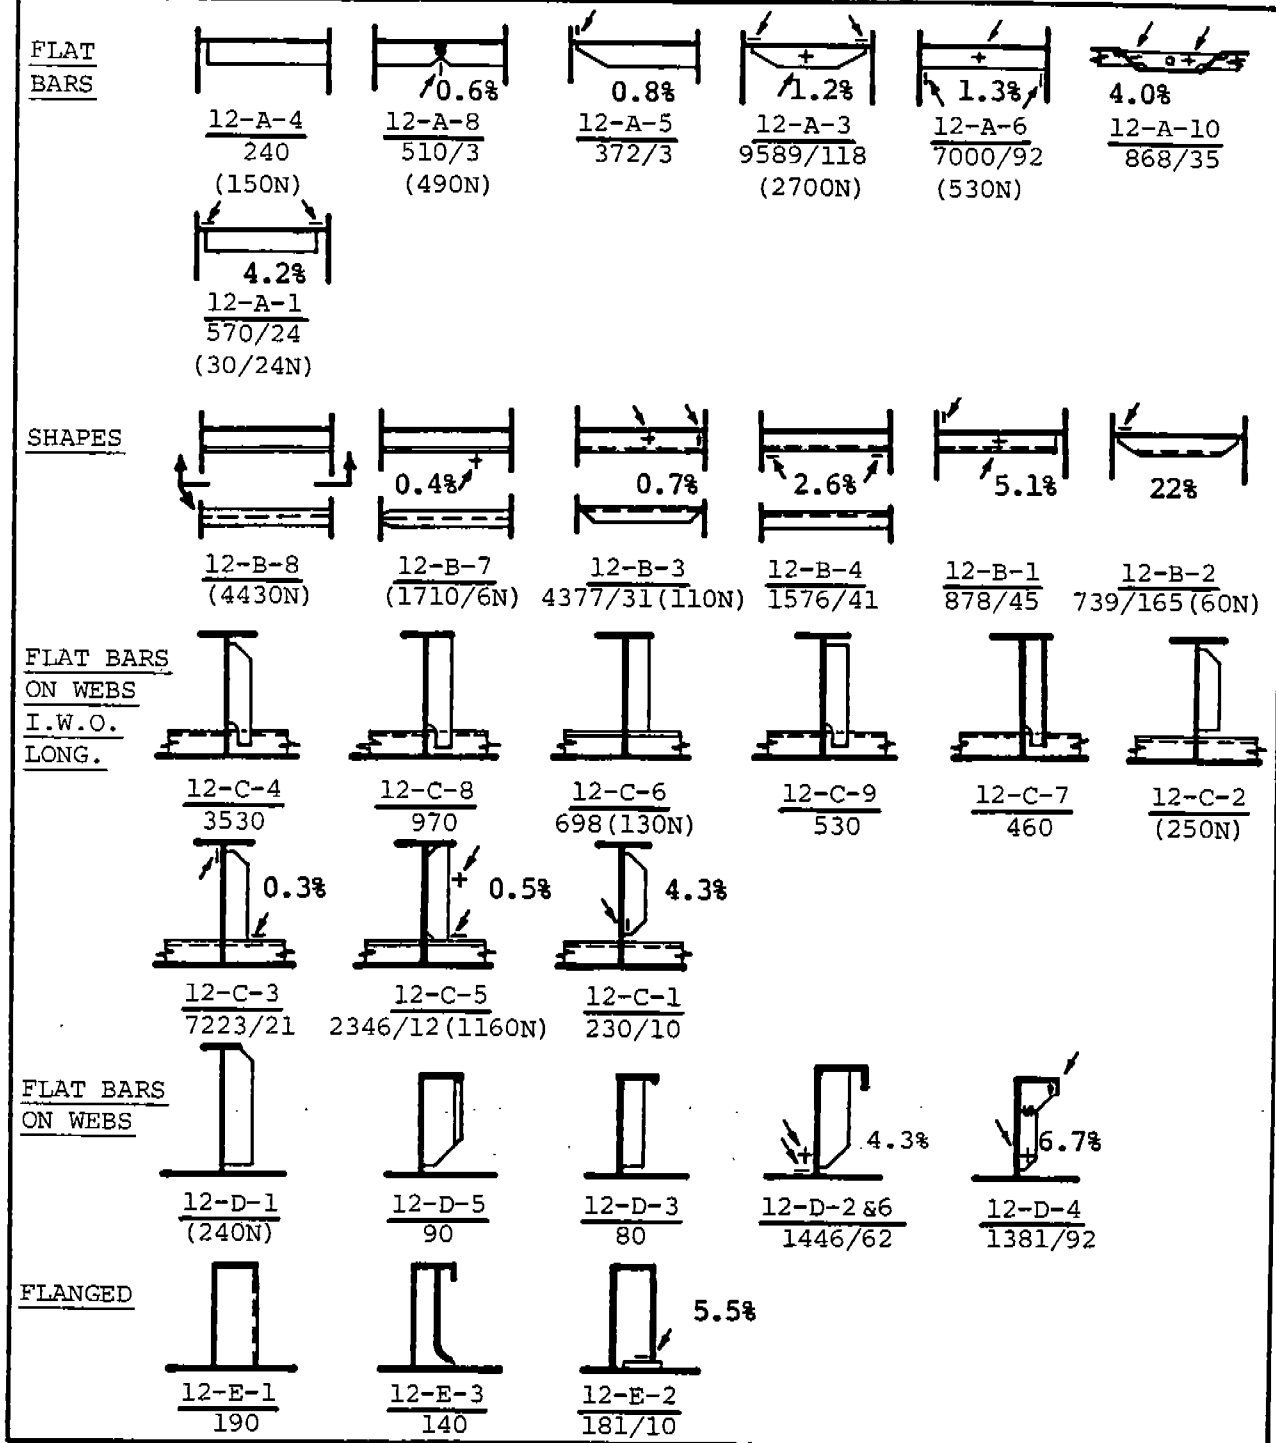 FLAT
BARS
0.6%
0.8%
1.2%
1.3%
4.0%
12-A-4
240
(150N)
12-A-8
510/3
(490N)
12-A-5
372/3
12-A-3
9589/118
(2700N)
12-A-6
7000/92
(530N)
12-A-10
868/35
4.2%
12-A-1
570/24
(30/24N)
SHAPES
0.4%
0.7%
2.6%
5.1%
22%
12-B-8
(4430N)
12-B-7
(1710/6N)
12-B-3
4377/31(110N)
12-B-4
1576/41
12-B-1
878/45
12-B-2
739/165(60N)
FLAT BARS
ON WEBS
I.W.O.
LONG.
12-C-4
3530
12-C-8
970
12-C-6
698(130N)
12-C-9
530
12-C-7
460
12-C-2
(250N)
0.3%
0.5%
4.3%
12-C-3
7223/21
12-C-5
2346/12(1160N)
12-C-1
230/10
FLAT BARS
ON WEBS
4.3%
6.7%
12-D-1
(240N)
12-D-5
90
12-D-3
80
12-D-2 &6
1446/62
12-D-4
1381/92
FLANGED
5.5%
12-E-1
190
12-E-3
140
12-E-2
181/10